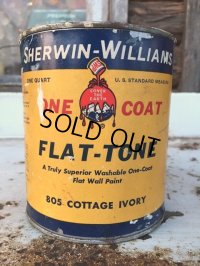 SHERWIN-WILLIAMS
ONE QUART
U.S. STANDARD MEASURE
COVER THE EARTH
ONE COAT
SOLD OUT
FLAT-TONE
A Truly Superior Washable One-Coat
Flat Wall Paint
805 COTTAGE IVORY